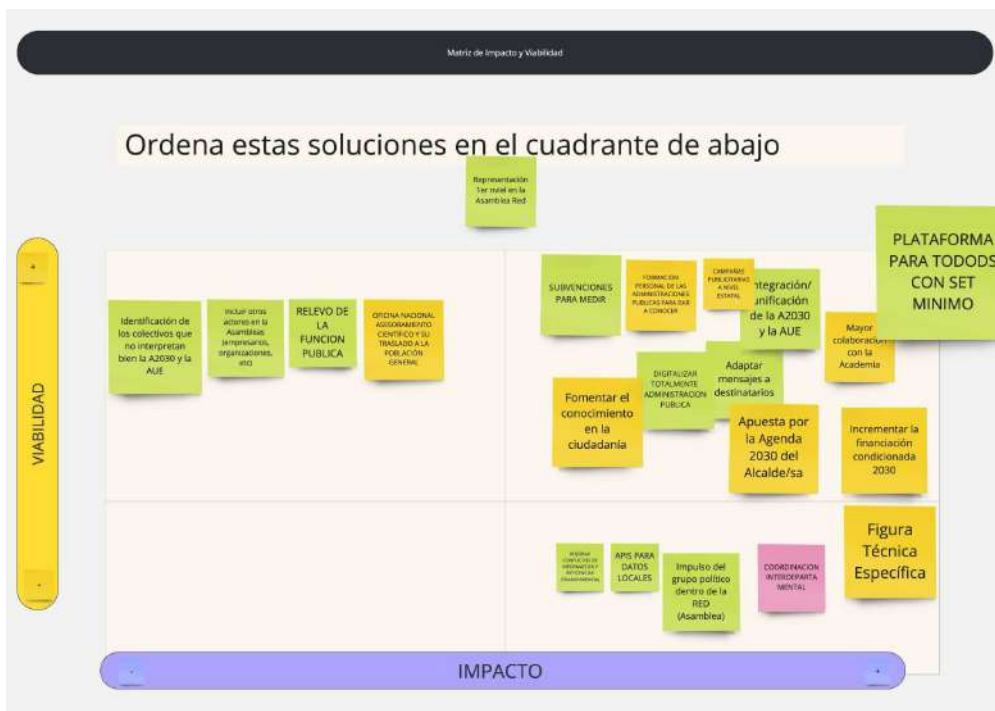 Matriz de Impacto y Viabilidad
Ordena estas soluciones en el cuadrante de abajo
Representación
1er nviel en la
Asamblea Red
PLATAFORMA
PARA TODODS
CON SET
MINIMO
+
VIABILIDAD
-
Identificación de
los colectivos que
no interpretan
bien la A2030 y la
AUE
Incluir otros
actores en la
Asambleas
(empresarios,
organizaciones,
etc)
RELEVO DE
LA
FUNCION
PUBLICA
OFICINA NACIONAL
ASESORAMIENTO
CIENTÍFICO Y SU
TRASLADO A LA
POBLACIÓN
GENERAL
SUBVENCIONES
PARA MEDIR
FORMACIÓN
PERSONAL DE LAS
ADMINISTRACIONES
PUBLICAS PARA DAR
A CONOCER
CAMPAÑAS
PUBLICITARIAS
A NIVEL
ESTATAL
ntegración/
unificación
de la A2030
y la AUE
Mayor
colaboración
con la
Academia
Fomentar el
conocimiento
en la
ciudadanía
DIGITALIZAR
TOTALMENTE
ADMINISTRACION
PUBLICA
Adaptar
mensajes a
destinatarios
Apuesta por
la Agenda
2030 del
Alcalde/sa
Incrementar la
financiación
condicionada
2030
APIS PARA
DATOS
LOCALES
Impulso del
grupo político
dentro de la
RED
(Asamblea)
COORDINACION
INTERDEPARTA
MENTAL
Figura
Técnica
Específica
-
IMPACTO
+